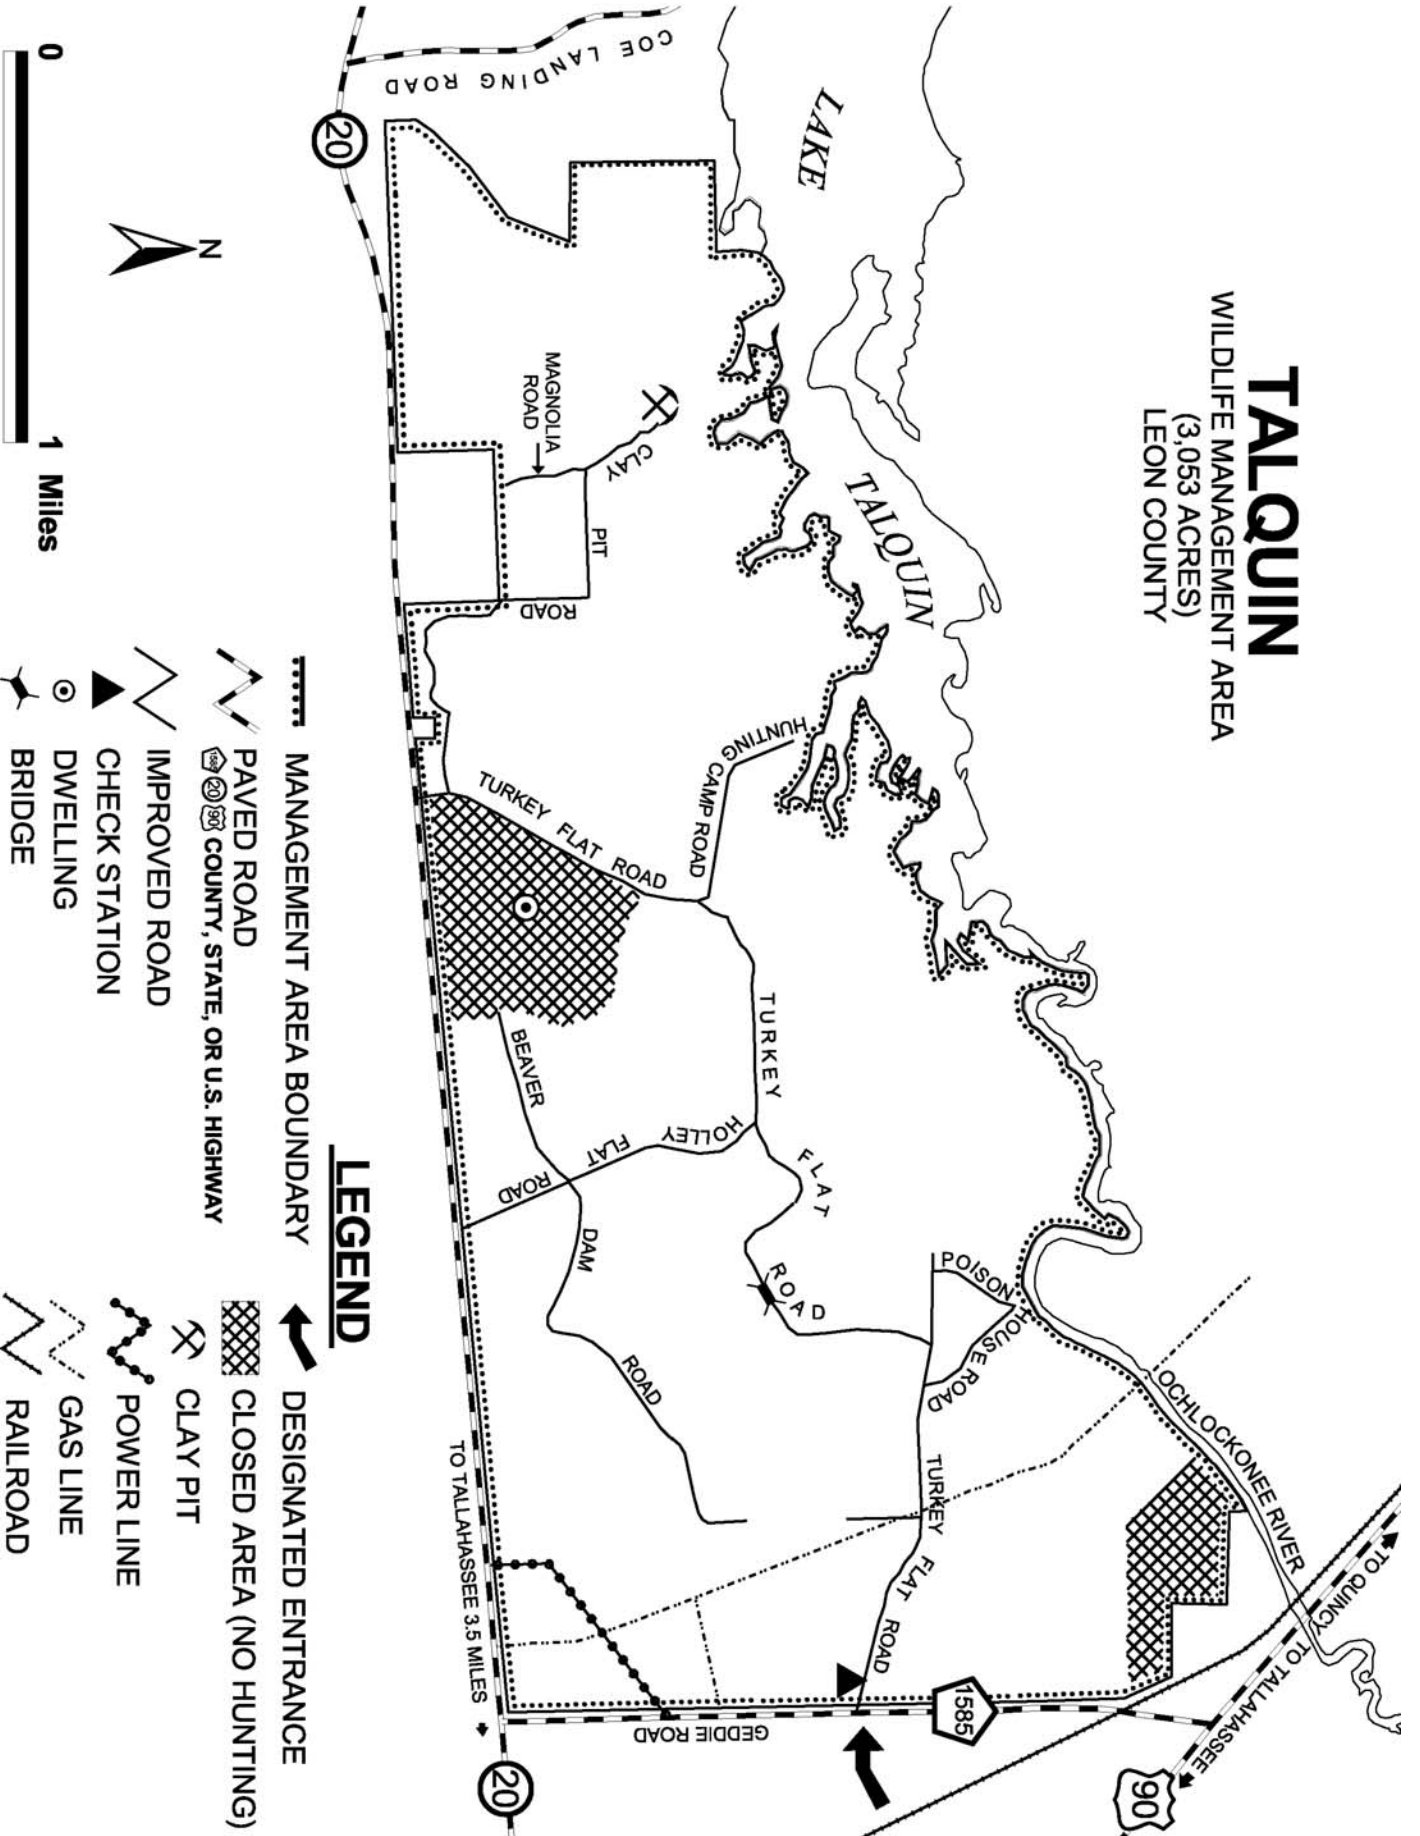 TALQUIN
WILDLIFE MANAGEMENT AREA
(3,053 ACRES)
LEON COUNTY
COE LANDING ROAD
LAKE
TALQUIN
20
N
MAGNOLIA
ROAD
CLAY
PIT
ROAD
HUNTING
CAMP ROAD
TURKEY FLAT ROAD
TURKEY
FLAT
ROAD
BEAVER
DAM
ROAD
HOLLEY
FLAT
ROAD
POISON HOUSE ROAD
OCHLOCKONEE RIVER
TURKEY FLAT ROAD
TO QUINCY
TO TALLAHASSEE
90
1585
GEDDIE ROAD
TO TALLAHASSEE 3.5 MILES
20
0
1 Miles
LEGEND
MANAGEMENT AREA BOUNDARY
PAVED ROAD
1585 20 90 COUNTY, STATE, OR U.S. HIGHWAY
IMPROVED ROAD
CHECK STATION
DWELLING
BRIDGE
DESIGNATED ENTRANCE
CLOSED AREA (NO HUNTING)
CLAY PIT
POWER LINE
GAS LINE
RAILROAD